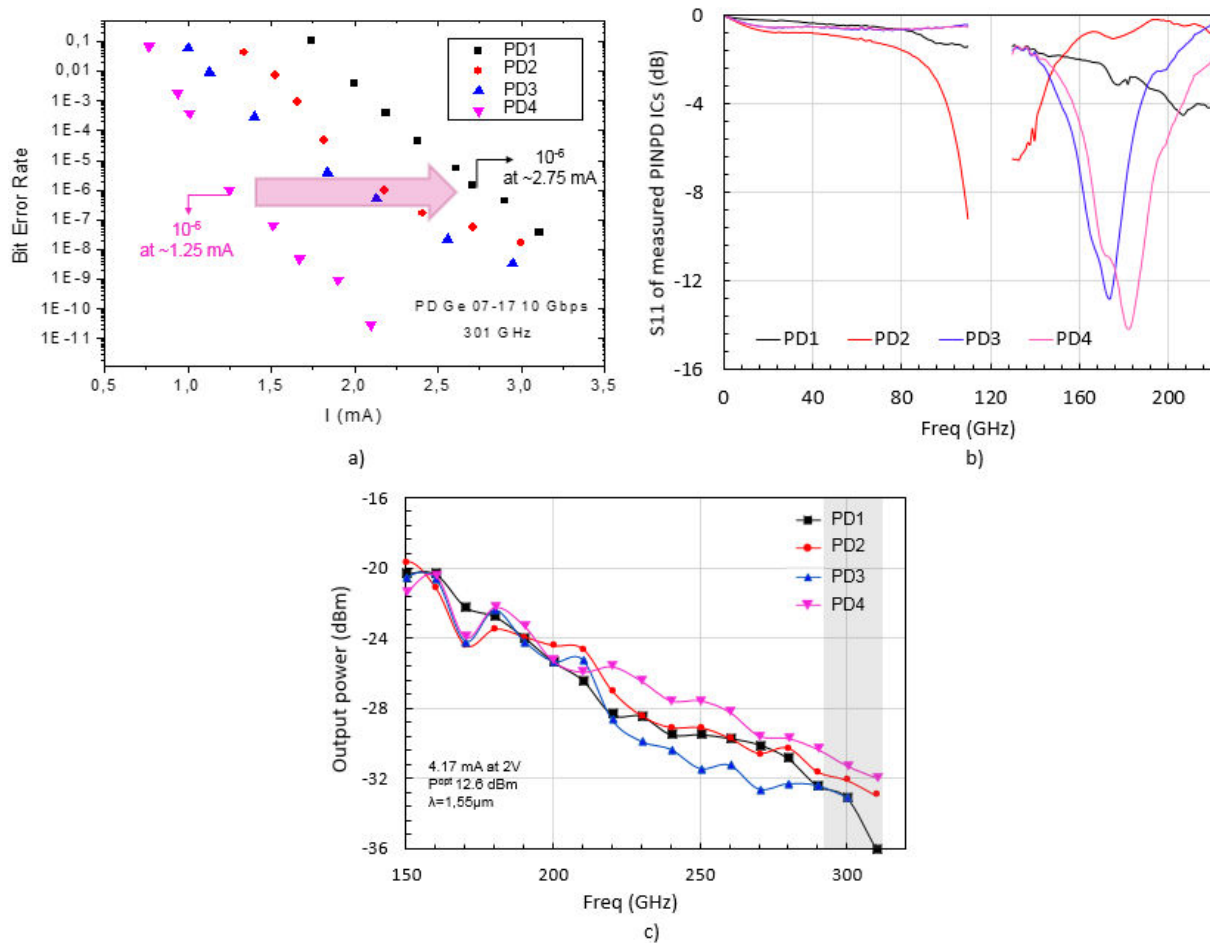 a)
Bit Error Rate
0,1
0,01
1E-3
1E-4
1E-5
1E-6
1E-7
1E-8
1E-9
1E-10
1E-11
PD1
PD2
PD3
PD4
10-6
at ~2.75 mA
10-6
at ~1.25 mA
PD Ge 07-17 10 Gbps
301 GHz
0,5 1,0 1,5 2,0 2,5 3,0 3,5
I (mA)
a)
b)
S11 of measured PINPD ICs (dB)
0
-4
-8
-12
-16
PD1 PD2 PD3 PD4
0 40 80 120 160 200
Freq (GHz)
b)
Output power (dBm)
-16
-20
-24
-28
-32
-36
PD1
PD2
PD3
PD4
4.17 mA at 2V
Popt 12.6 dBm
λ=1,55µm
150 200 250 300
Freq (GHz)
c)